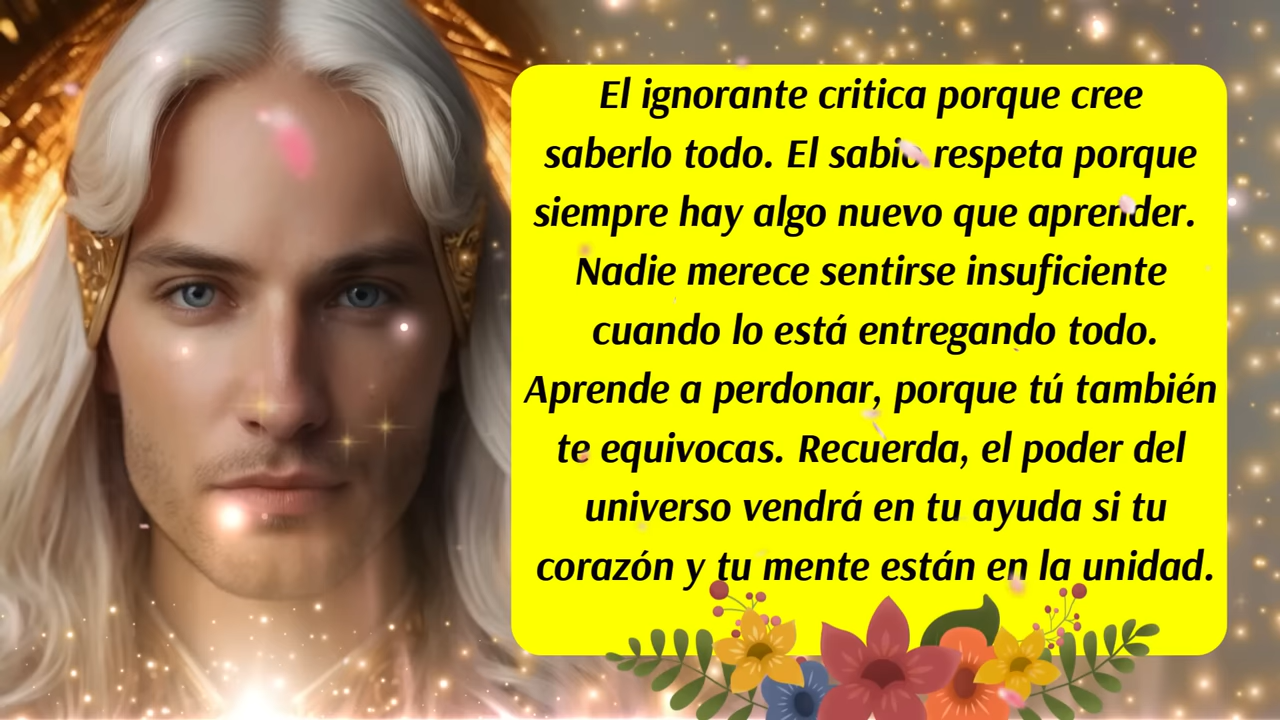 El ignorante critica porque cree
saberlo todo. El sabio respeta porque
siempre hay algo nuevo que aprender.
Nadie merece sentirse insuficiente
cuando lo está entregando todo.
Aprende a perdonar, porque tú también
te equivocas. Recuerda, el poder del
universo vendrá en tu ayuda si tu
corazón y tu mente están en la unidad.